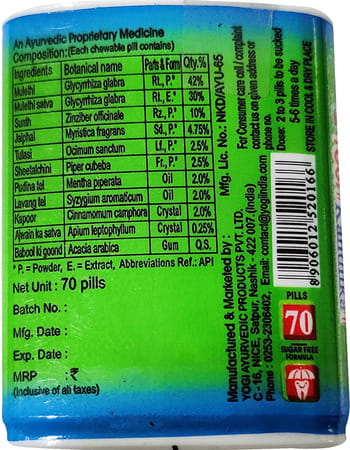 An Ayurvedic Proprietary Medicine
Composition:(Each chewable pill contains)
Ingredients Botanical name Parts & Form Qty.%
Mulethi Glycyrrhiza glabra Rt., P.* 42%
Mulethi satva Glycyrrhiza glabra Rt., E.* 30%
Sunth Zinziber officinale Rz., P.* 10%
Jaiphal Myristica fragrans Sd., P.* 4.75%
Tulasi Ocimum sanctum Lf., P.* 2.5%
Sheetalchini Piper cubeba Fr., P.* 2.5%
Pudina tel Mentha piperata Oil 2.0%
Lavang tel Syzygium aromaticum Oil 2.0%
Kapoor Cinnamomum camphora Crystal 2.0%
Ajwain ka satva Apium leptophyllum Crystal 0.25%
Babool ki goond Acacia arabica Gum Q.S.
* P. = Powder, E. = Extract, Abbreviations Ref.: API
Net Unit : 70 pills
Batch No. :
Mfg. Date :
Exp. Date :
MRP : ₹
(Inclusive of all taxes)
Mfg. Lic. No.: NKD/AYU-65
Manufactured & Marketed by :
YOGI AYURVEDIC PRODUCTS PVT. LTD.
C -16, NICE, Satpur, Nashik - 422 007.(India)
Phone : 0253-2306402, Email: contact@yogiindia.com
For Consumer care cell / complaint
contact us on given address or
phone no.
Dose: 2 to 3 pills to be sucked
5-6 times a day
STORE IN COOL & DRY PLACE
8906012520166
PILLS
70
SUGAR FREE
FORMULA